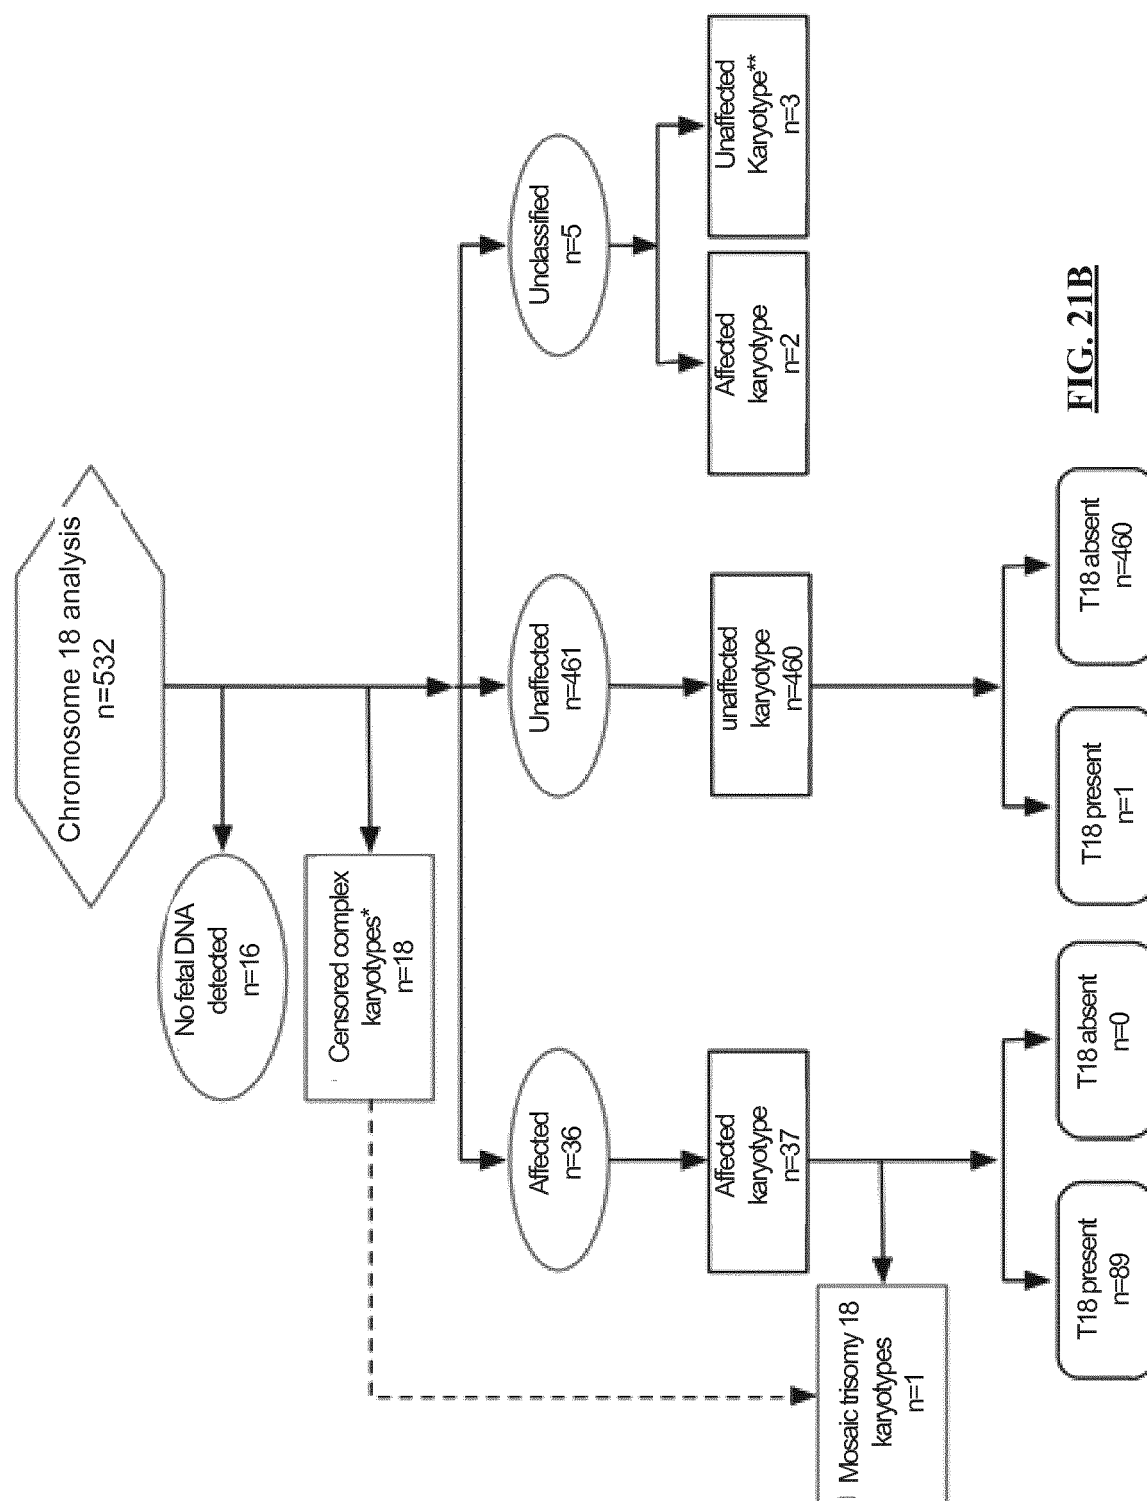 Chromosome 18 analysis
n=532
No fetal DNA
detected
n=16
Censored complex
karyotypes*
n=18
Affected
n=36
Unaffected
n=461
Unclassified
n=5
Affected
karyotype
n=37
unaffected
karyotype
n=460
Affected
karyotype
n=2
Unaffected
Karyotype**
n=3
Mosaic trisomy 18
karyotypes
n=1
T18 present
n=89
T18 absent
n=0
T18 present
n=1
T18 absent
n=460
FIG. 21B